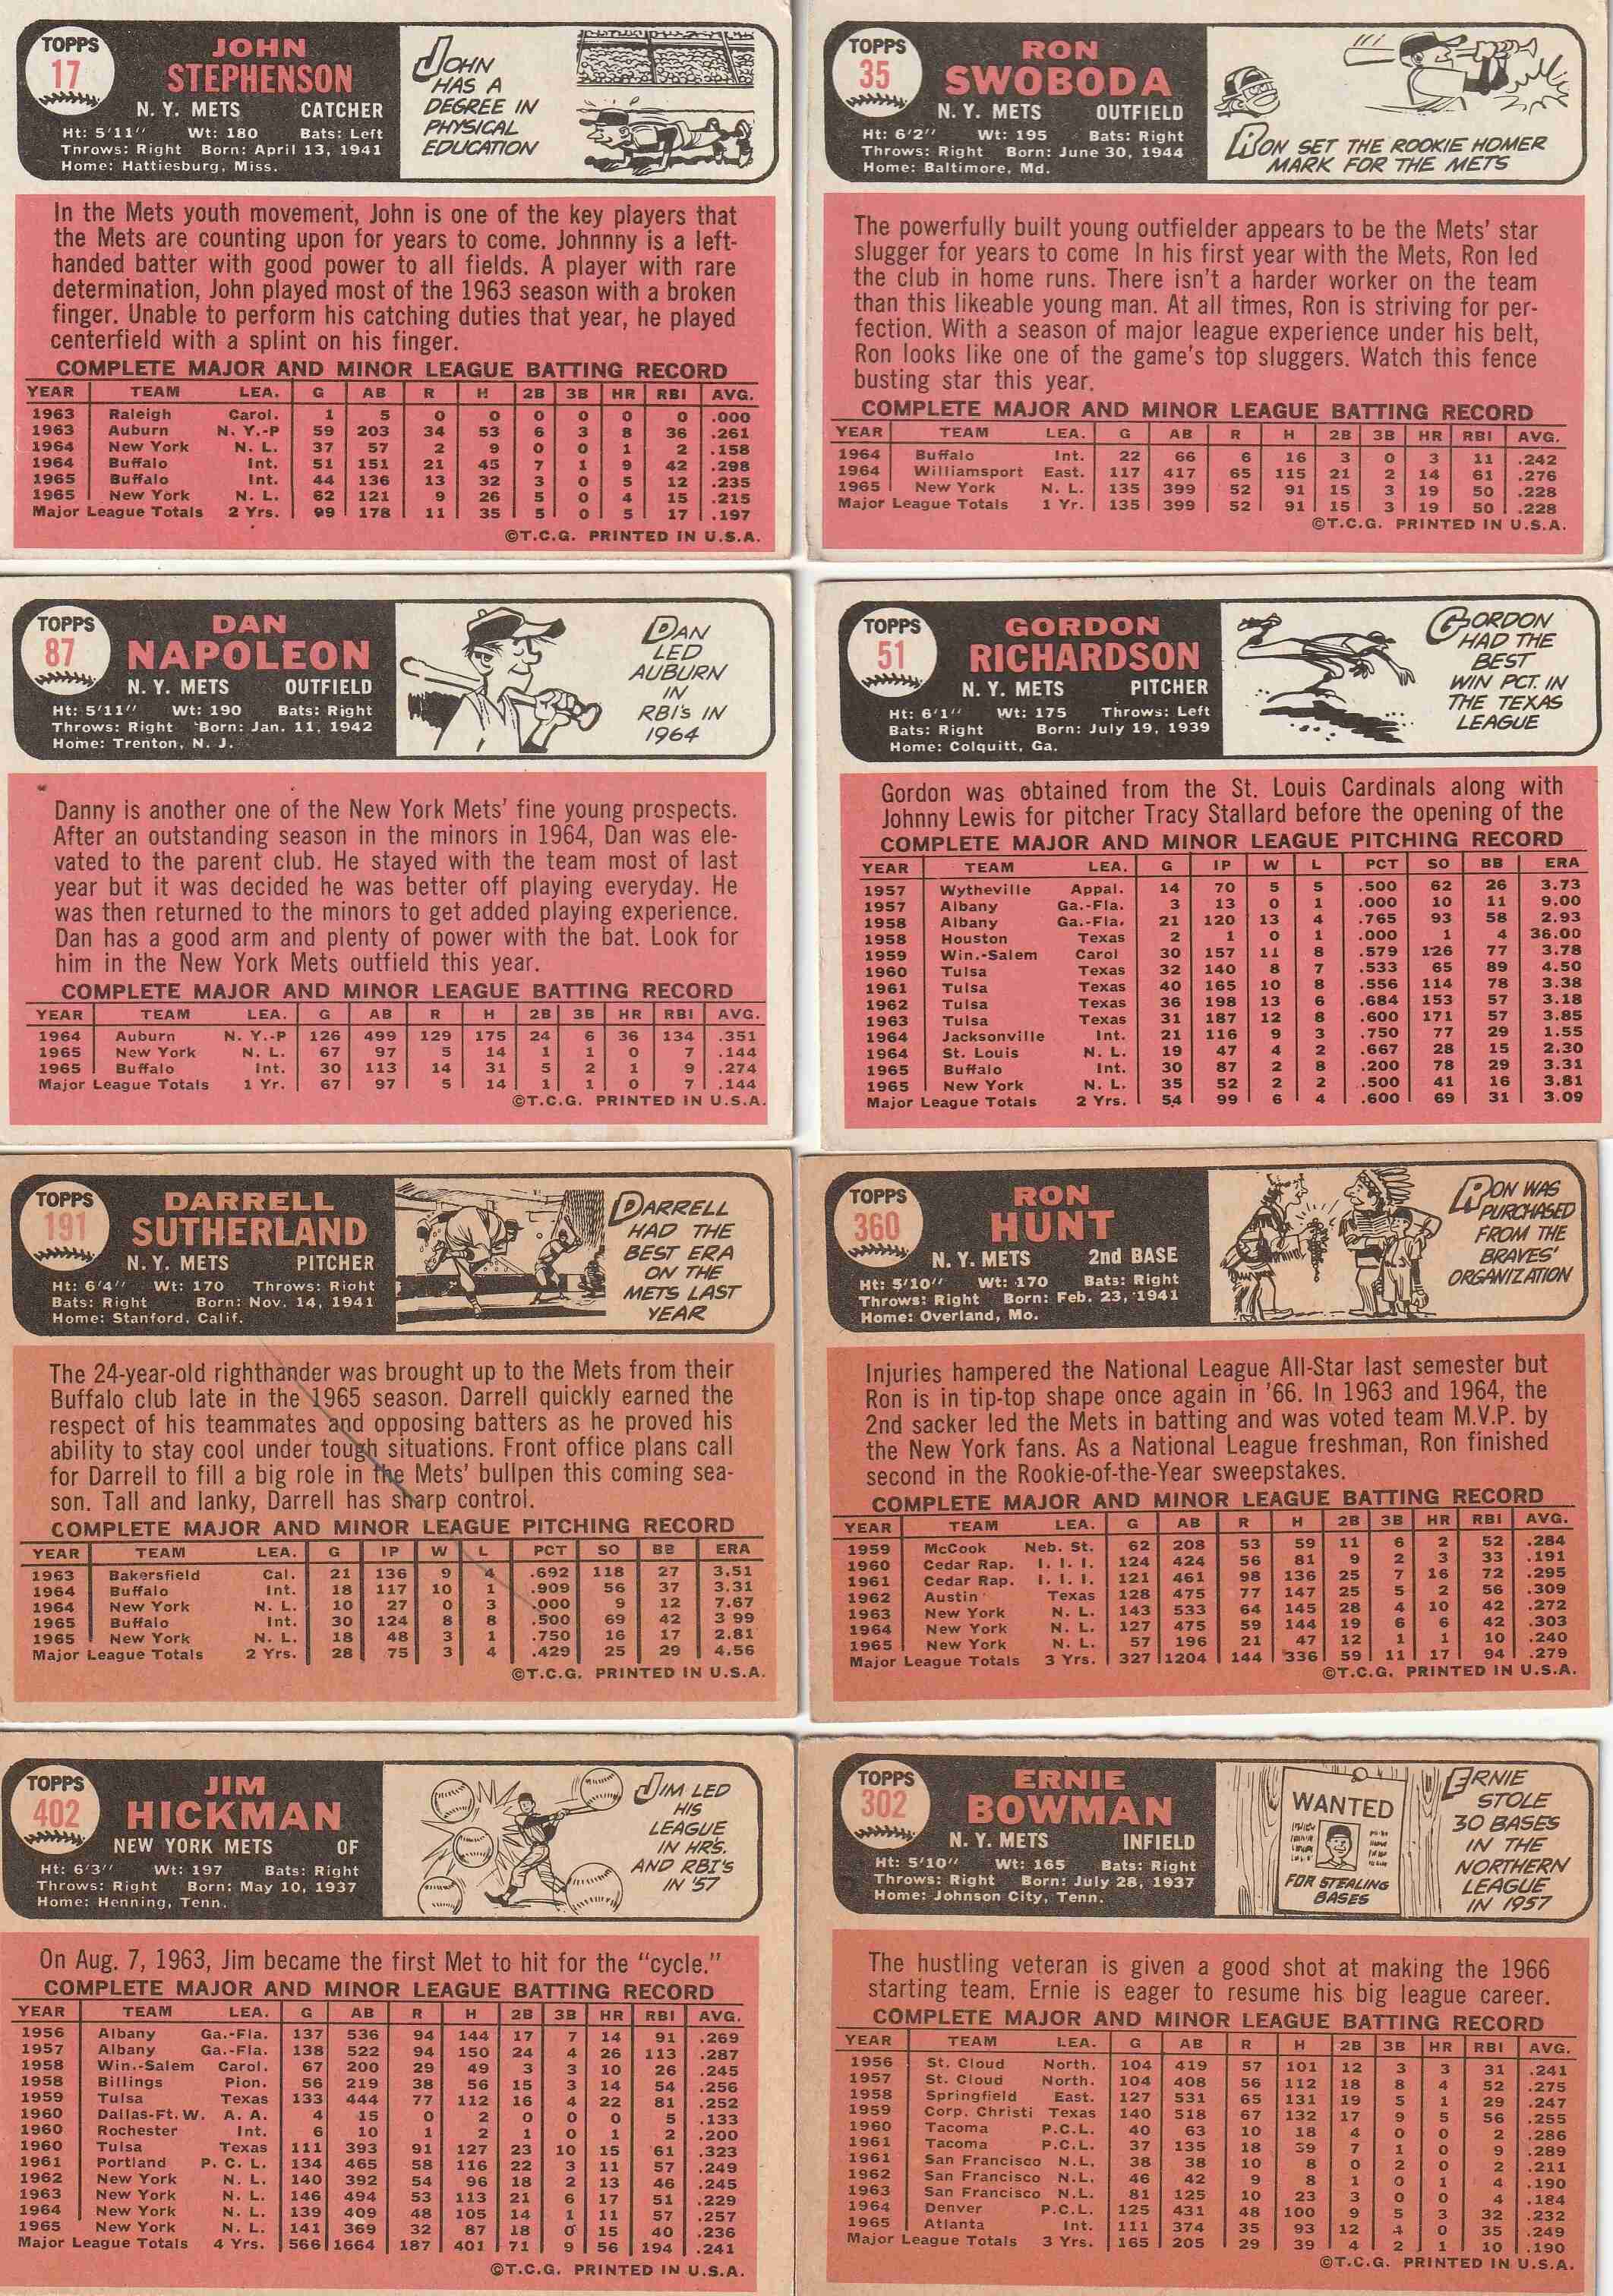 TOPPS
17
JOHN
STEPHENSON
N. Y. METS CATCHER
Ht: 5'11" Wt: 180 Bats: Left
Throws: Right Born: April 13, 1941
Home: Hattiesburg, Miss.
JOHN
HAS A
DEGREE IN
PHYSICAL
EDUCATION
In the Mets youth movement, John is one of the key players that
the Mets are counting upon for years to come. Johnnny is a left-
handed batter with good power to all fields. A player with rare
determination, John played most of the 1963 season with a broken
finger. Unable to perform his catching duties that year, he played
centerfield with a splint on his finger.
COMPLETE MAJOR AND MINOR LEAGUE BATTING RECORD
YEAR TEAM LEA. G AB R H 2B 3B HR RBI AVG.
1963 Raleigh Carol. 1 5 0 0 0 0 0 0 .000
1963 Auburn N. Y.-P 59 203 34 53 6 3 8 36 .261
1964 New York N. L. 37 57 2 9 0 0 1 2 .158
1964 Buffalo Int. 51 151 21 45 7 1 9 42 .298
1965 Buffalo Int. 44 136 13 32 3 0 5 12 .235
1965 New York N. L. 62 121 9 26 5 0 4 15 .215
Major League Totals 2 Yrs. 99 178 11 35 5 0 5 17 .197
©T.C.G. PRINTED IN U.S.A.
TOPPS
35
RON
SWOBODA
N. Y. METS OUTFIELD
Ht: 6'2" Wt: 195 Bats: Right
Throws: Right Born: June 30, 1944
Home: Baltimore, Md.
RON SET THE ROOKIE HOMER
MARK FOR THE METS
The powerfully built young outfielder appears to be the Mets' star
slugger for years to come In his first year with the Mets, Ron led
the club in home runs. There isn't a harder worker on the team
than this likeable young man. At all times, Ron is striving for per-
fection. With a season of major league experience under his belt,
Ron looks like one of the game's top sluggers. Watch this fence
busting star this year.
COMPLETE MAJOR AND MINOR LEAGUE BATTING RECORD
YEAR TEAM LEA. G AB R H 2B 3B HR RBI AVG.
1964 Buffalo Int. 22 66 6 16 3 0 3 11 .242
1964 Williamsport East. 117 417 65 115 21 2 14 61 .276
1965 New York N. L. 135 399 52 91 15 3 19 50 .228
Major League Totals 1 Yr. 135 399 52 91 15 3 19 50 .228
©T.C.G. PRINTED IN U.S.A.
TOPPS
87
DAN
NAPOLEON
N. Y. METS OUTFIELD
Ht: 5'11" Wt: 190 Bats: Right
Throws: Right Born: Jan. 11, 1942
Home: Trenton, N. J.
DAN
LED
AUBURN
IN
RBI's IN
1964
Danny is another one of the New York Mets' fine young prospects.
After an outstanding season in the minors in 1964, Dan was ele-
vated to the parent club. He stayed with the team most of last
year but it was decided he was better off playing everyday. He
was then returned to the minors to get added playing experience.
Dan has a good arm and plenty of power with the bat. Look for
him in the New York Mets outfield this year.
COMPLETE MAJOR AND MINOR LEAGUE BATTING RECORD
YEAR TEAM LEA. G AB R H 2B 3B HR RBI AVG.
1964 Auburn N. Y.-P 126 499 129 175 24 6 36 134 .351
1965 New York N. L. 67 97 5 14 1 1 0 7 .144
1965 Buffalo Int. 30 113 14 31 5 2 1 9 .274
Major League Totals 1 Yr. 67 97 5 14 1 1 0 7 .144
©T.C.G. PRINTED IN U.S.A.
TOPPS
51
GORDON
RICHARDSON
N. Y. METS PITCHER
Ht: 6'1" Wt: 175 Throws: Left
Bats: Right Born: July 19, 1939
Home: Colquitt, Ga.
GORDON
HAD THE
BEST
WIN PCT. IN
THE TEXAS
LEAGUE
Gordon was obtained from the St. Louis Cardinals along with
Johnny Lewis for pitcher Tracy Stallard before the opening of the
COMPLETE MAJOR AND MINOR LEAGUE PITCHING RECORD
YEAR TEAM LEA. G IP W L PCT SO BB ERA
1957 Wytheville Appal. 14 70 5 5 .500 62 26 3.73
1957 Albany Ga.-Fla. 3 13 0 1 .000 10 11 9.00
1958 Albany Ga.-Fla. 21 120 13 4 .765 93 58 2.93
1958 Houston Texas 2 1 0 1 .000 1 4 36.00
1959 Win.-Salem Carol 30 157 11 8 .579 126 77 3.78
1960 Tulsa Texas 32 140 8 7 .533 65 89 4.50
1961 Tulsa Texas 40 165 10 8 .556 114 78 3.38
1962 Tulsa Texas 36 198 13 6 .684 153 57 3.18
1963 Tulsa Texas 31 187 12 8 .600 171 57 3.85
1964 Jacksonville Int. 21 116 9 3 .750 77 29 1.55
1964 St. Louis N. L. 19 47 4 2 .667 28 15 2.30
1965 Buffalo Int. 30 87 2 8 .200 78 29 3.31
1965 New York N. L. 35 52 2 2 .500 41 16 3.81
Major League Totals 2 Yrs. 54 99 6 4 .600 69 31 3.09
TOPPS
191
DARRELL
SUTHERLAND
N. Y. METS PITCHER
Ht: 6'4" Wt: 170 Throws: Right
Bats: Right Born: Nov. 14, 1941
Home: Stanford, Calif.
DARRELL
HAD THE
BEST ERA
ON THE
METS LAST
YEAR
The 24-year-old righthander was brought up to the Mets from their
Buffalo club late in the 1965 season. Darrell quickly earned the
respect of his teammates and opposing batters as he proved his
ability to stay cool under tough situations. Front office plans call
for Darrell to fill a big role in the Mets' bullpen this coming sea-
son. Tall and lanky, Darrell has sharp control.
COMPLETE MAJOR AND MINOR LEAGUE PITCHING RECORD
YEAR TEAM LEA. G IP W L PCT SO BB ERA
1963 Bakersfield Cal. 21 136 9 4 .692 118 27 3.51
1964 Buffalo Int. 18 117 10 1 .909 56 37 3.31
1964 New York N. L. 10 27 0 3 .000 9 12 7.67
1965 Buffalo Int. 30 124 8 8 .500 69 42 3 99
1965 New York N. L. 18 48 3 1 .750 16 17 2.81
Major League Totals 2 Yrs. 28 75 3 4 .429 25 29 4.56
©T.C.G. PRINTED IN U.S.A.
TOPPS
360
RON
HUNT
N. Y. METS 2nd BASE
Ht: 5'10" Wt: 170 Bats: Right
Throws: Right Born: Feb. 23, 1941
Home: Overland, Mo.
RON WAS
PURCHASED
FROM THE
BRAVES'
ORGANIZATION
Injuries hampered the National League All-Star last semester but
Ron is in tip-top shape once again in '66. In 1963 and 1964, the
2nd sacker led the Mets in batting and was voted team M.V.P. by
the New York fans. As a National League freshman, Ron finished
second in the Rookie-of-the-Year sweepstakes.
COMPLETE MAJOR AND MINOR LEAGUE BATTING RECORD
YEAR TEAM LEA. G AB R H 2B 3B HR RBI AVG.
1959 McCook Neb. St. 62 208 53 59 11 6 2 52 .284
1960 Cedar Rap. I. I. I. 124 424 56 81 9 2 3 33 .191
1961 Cedar Rap. I. I. I. 121 461 98 136 25 7 16 72 .295
1962 Austin Texas 128 475 77 147 25 5 2 56 .309
1963 New York N. L. 143 533 64 145 28 4 10 42 .272
1964 New York N. L. 127 475 59 144 19 6 6 42 .303
1965 New York N. L. 57 196 21 47 12 1 1 10 .240
Major League Totals 3 Yrs. 327 1204 144 336 59 11 17 94 .279
©T.C.G. PRINTED IN U.S.A.
TOPPS
402
JIM
HICKMAN
NEW YORK METS OF
Ht: 6'3" Wt: 197 Bats: Right
Throws: Right Born: May 10, 1937
Home: Henning, Tenn.
JIM LED
HIS
LEAGUE
IN HR'S.
AND RBI'S
IN '57
On Aug. 7, 1963, Jim became the first Met to hit for the "cycle."
COMPLETE MAJOR AND MINOR LEAGUE BATTING RECORD
YEAR TEAM LEA. G AB R H 2B 3B HR RBI AVG.
1956 Albany Ga.-Fla. 137 536 94 144 17 7 14 91 .269
1957 Albany Ga.-Fla. 138 522 94 150 24 4 26 113 .287
1958 Win.-Salem Carol. 67 200 29 49 3 3 10 26 .245
1958 Billings Pion. 56 219 38 56 15 3 14 54 .256
1959 Tulsa Texas 133 444 77 112 16 4 22 81 .252
1960 Dallas-Ft. W. A. A. 4 15 0 2 0 0 0 5 .133
1960 Rochester Int. 6 10 1 2 1 0 1 2 .200
1960 Tulsa Texas 111 393 91 127 23 10 15 61 .323
1961 Portland P. C. L. 134 465 58 116 22 3 11 57 .249
1962 New York N. L. 140 392 54 96 18 2 13 46 .245
1963 New York N. L. 146 494 53 113 21 6 17 51 .229
1964 New York N. L. 139 409 48 105 14 1 11 57 .257
1965 New York N. L. 141 369 32 87 18 0 15 40 .236
Major League Totals 4 Yrs. 566 1664 187 401 71 9 56 194 .241
©T.C.G. PRINTED IN U.S.A.
TOPPS
302
ERNIE
BOWMAN
N. Y. METS INFIELD
Ht: 5'10" Wt: 165 Bats: Right
Throws: Right Born: July 28, 1937
Home: Johnson City, Tenn.
WANTED
FOR STEALING
BASES
ERNIE
STOLE
30 BASES
IN THE
NORTHERN
LEAGUE
IN 1957
The hustling veteran is given a good shot at making the 1966
starting team. Ernie is eager to resume his big league career.
COMPLETE MAJOR AND MINOR LEAGUE BATTING RECORD
YEAR TEAM LEA. G AB R H 2B 3B HR RBI AVG.
1956 St. Cloud North. 104 419 57 101 12 3 3 31 .241
1957 St. Cloud North. 104 408 56 112 18 8 4 52 .275
1958 Springfield East. 127 531 65 131 19 5 1 29 .247
1959 Corp. Christi Texas 140 518 67 132 17 9 5 56 .255
1960 Tacoma P.C.L. 40 63 10 18 4 0 0 2 .286
1961 Tacoma P.C.L. 37 135 18 39 7 1 0 9 .289
1961 San Francisco N.L. 38 38 10 8 0 2 0 2 .211
1962 San Francisco N.L. 46 42 9 8 1 0 1 4 .190
1963 San Francisco N.L. 81 125 10 23 3 0 0 4 .184
1964 Denver P.C.L. 125 431 48 100 9 5 3 32 .232
1965 Atlanta Int. 111 374 35 93 12 4 0 35 .249
Major League Totals 3 Yrs. 165 205 29 39 4 2 1 10 .190
©T.C.G. PRINTED IN U.S.A.